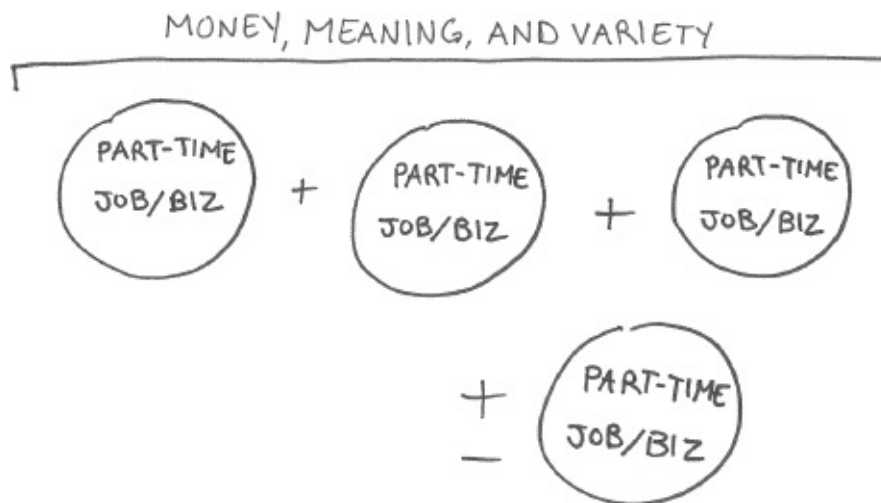 MONEY, MEANING, AND VARIETY
PART-TIME
JOB/BIZ
+
PART-TIME
JOB/BIZ
+
PART-TIME
JOB/BIZ
+
−
PART-TIME
JOB/BIZ